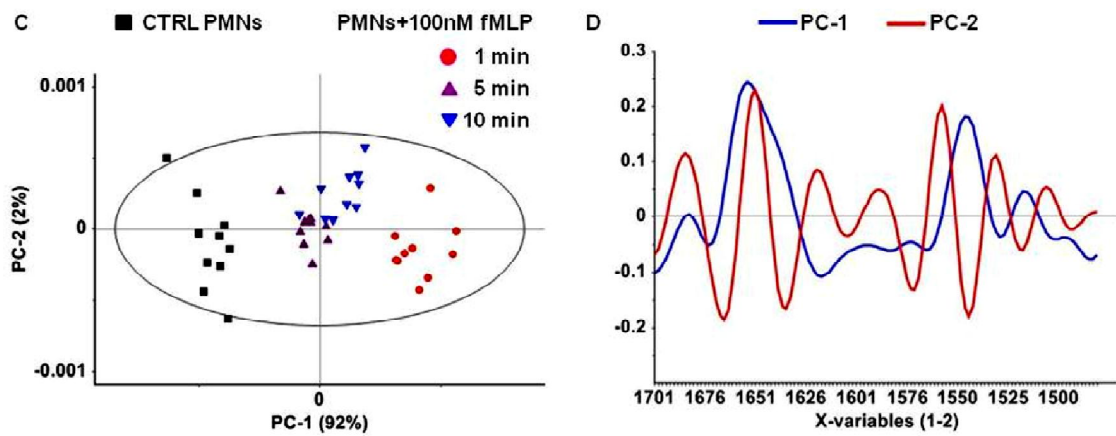 C
CTRL PMNs
PMNs+100nM fMLP
1 min
5 min
10 min
0.001
0
-0.001
PC-2 (2%)
0
PC-1 (92%)
D
PC-1
PC-2
0.3
0.2
0.1
0
-0.1
-0.2
1701 1676 1651 1626 1601 1576 1550 1525 1500
X-variables (1-2)